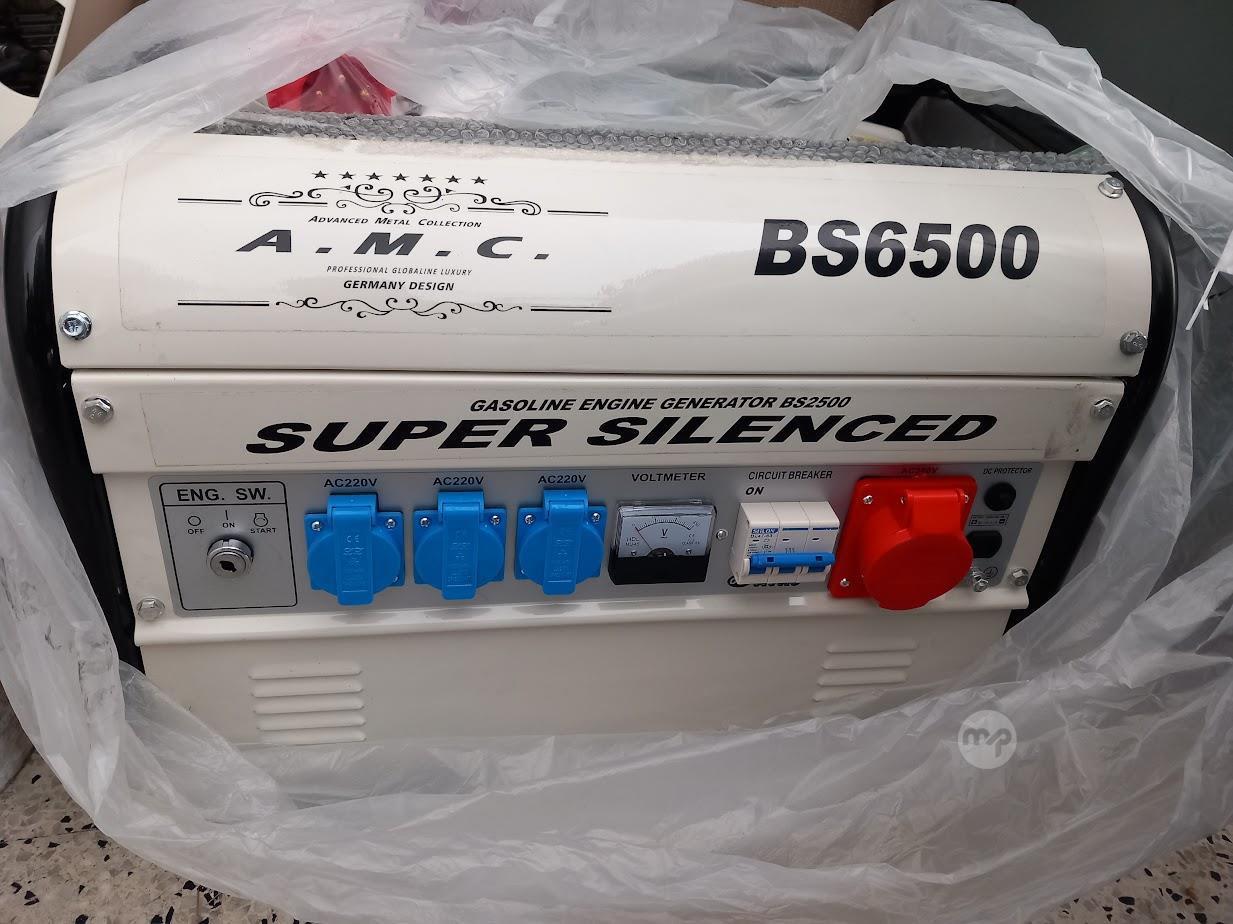 ADVANCED METAL COLLECTION
A.M.C.
PROFESSIONAL GLOBALINE LUXURY
GERMANY DESIGN
BS6500
GASOLINE ENGINE GENERATOR BS2500
SUPER SILENCED
ENG. SW.
OFF
ON
START
AC220V
AC220V
AC220V
VOLTMETER
V
CIRCUIT BREAKER
ON
DC PROTECTOR
mp